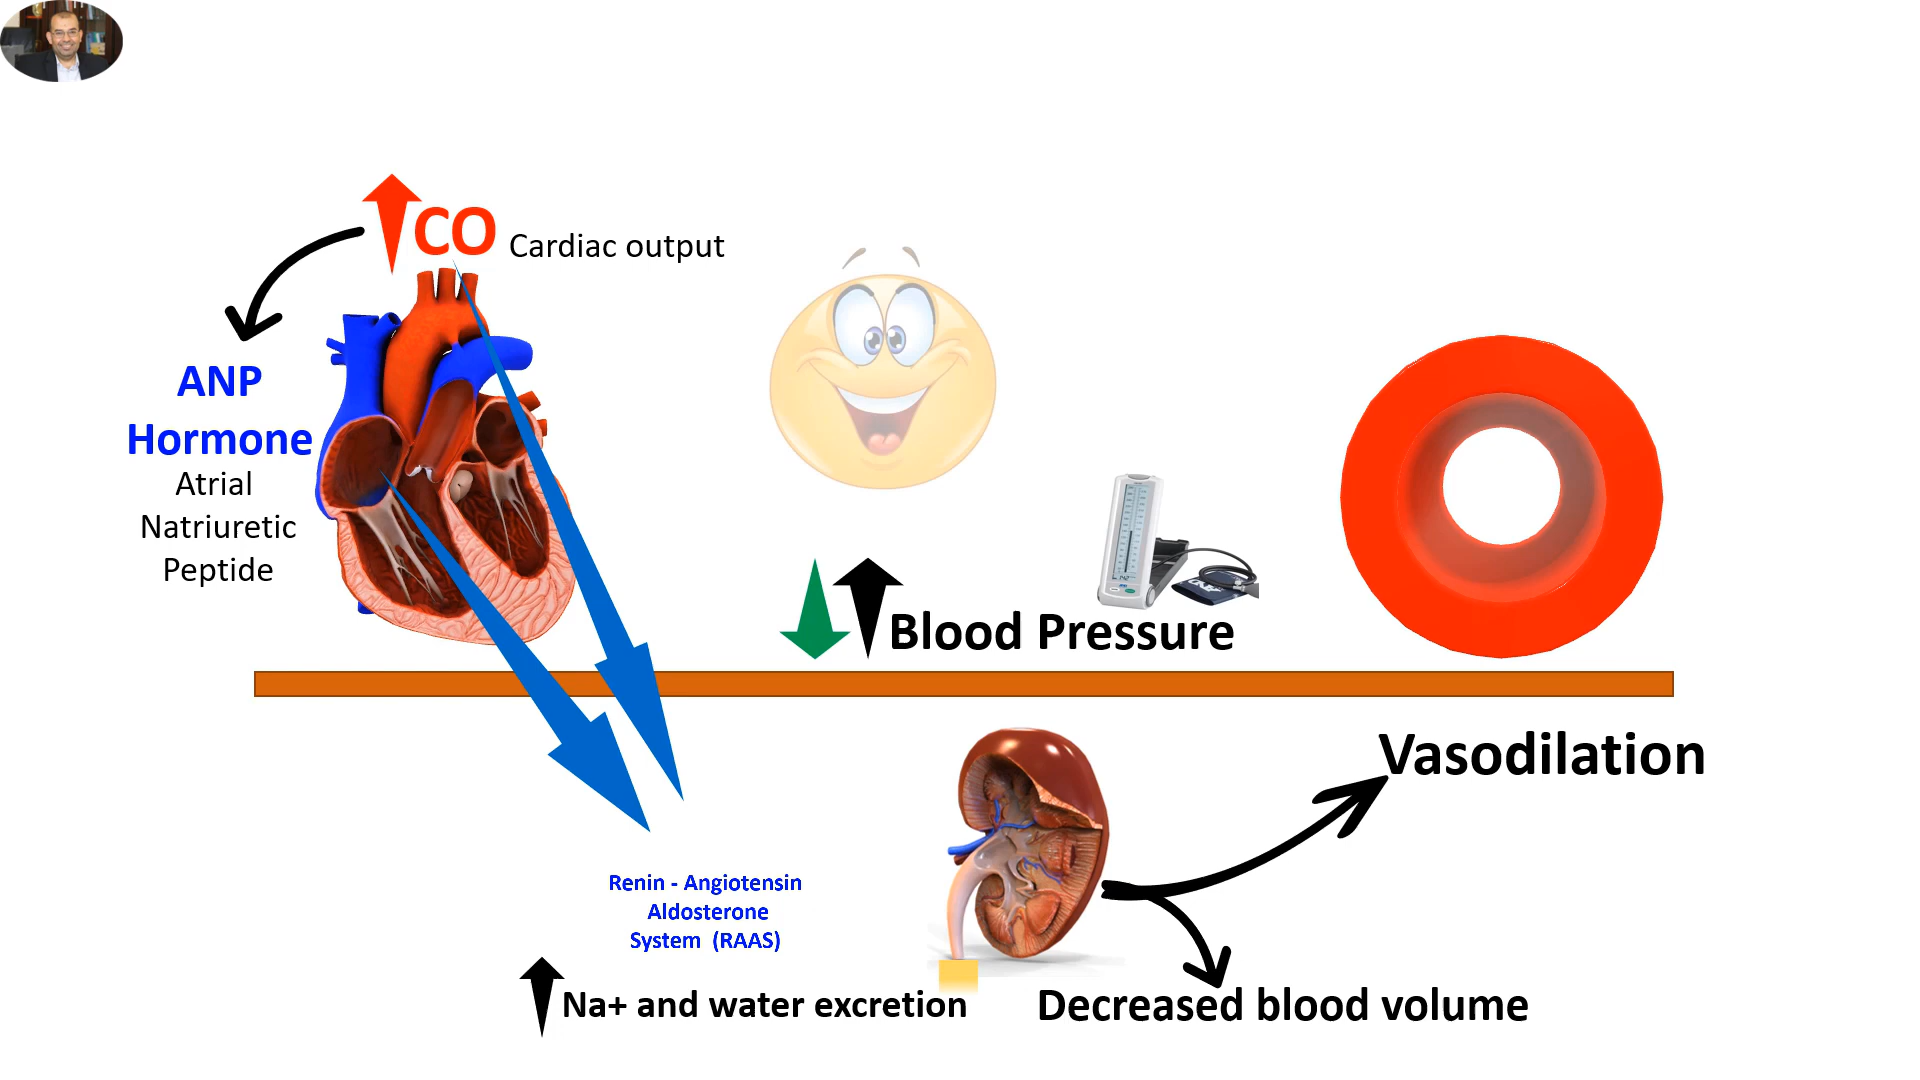 CO Cardiac output
ANP
Hormone
Atrial
Natriuretic
Peptide
Blood Pressure
Vasodilation
Renin - Angiotensin
Aldosterone
System (RAAS)
Na+ and water excretion
Decreased blood volume